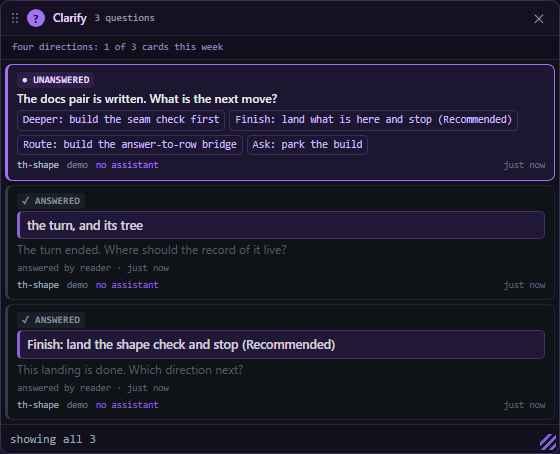 ? Clarify 3 questions
four directions: 1 of 3 cards this week
UNANSWERED
The docs pair is written. What is the next move?
Deeper: build the seam check first Finish: land what is here and stop (Recommended)
Route: build the answer-to-row bridge Ask: park the build
th-shape demo no assistant just now
✓ ANSWERED
the turn, and its tree
The turn ended. Where should the record of it live?
answered by reader · just now
th-shape demo no assistant just now
✓ ANSWERED
Finish: land the shape check and stop (Recommended)
This landing is done. Which direction next?
answered by reader · just now
th-shape demo no assistant just now
showing all 3